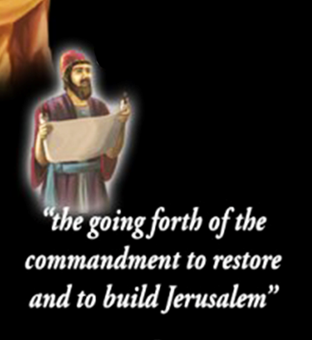 “the going forth of the
commandment to restore
and to build Jerusalem”